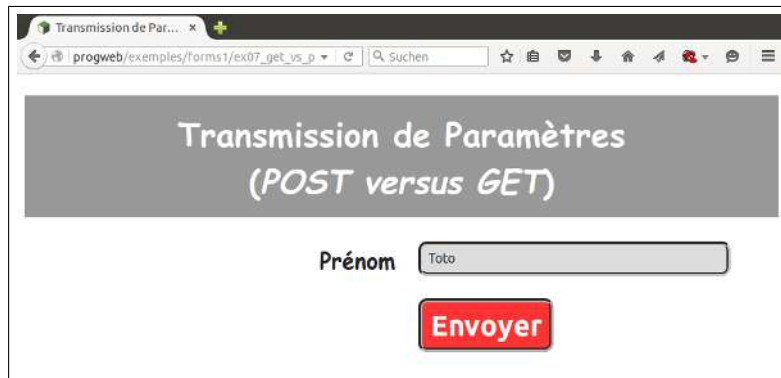 Transmission de Par... ×
progweb/exemples/forms1/ex07_get_vs_p
Suchen
Transmission de Paramètres
(POST versus GET)
Prénom
Toto
Envoyer